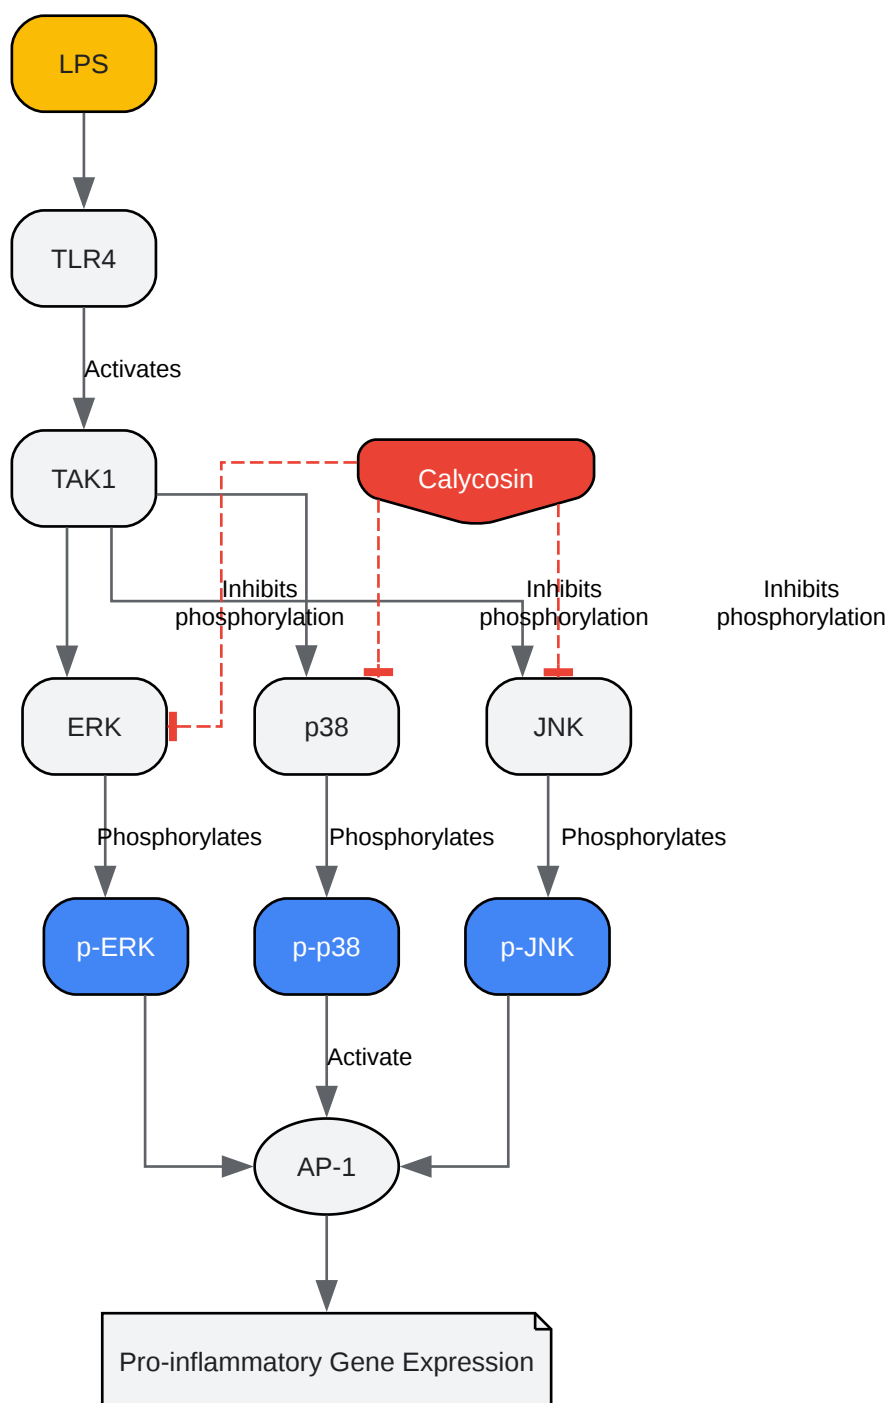 LPS
TLR4
Activates
TAK1
Calycosin
Inhibits
phosphorylation
Inhibits
phosphorylation
Inhibits
phosphorylation
ERK
p38
JNK
Phosphorylates
Phosphorylates
Phosphorylates
p-ERK
p-p38
p-JNK
Activate
AP-1
Pro-inflammatory Gene Expression